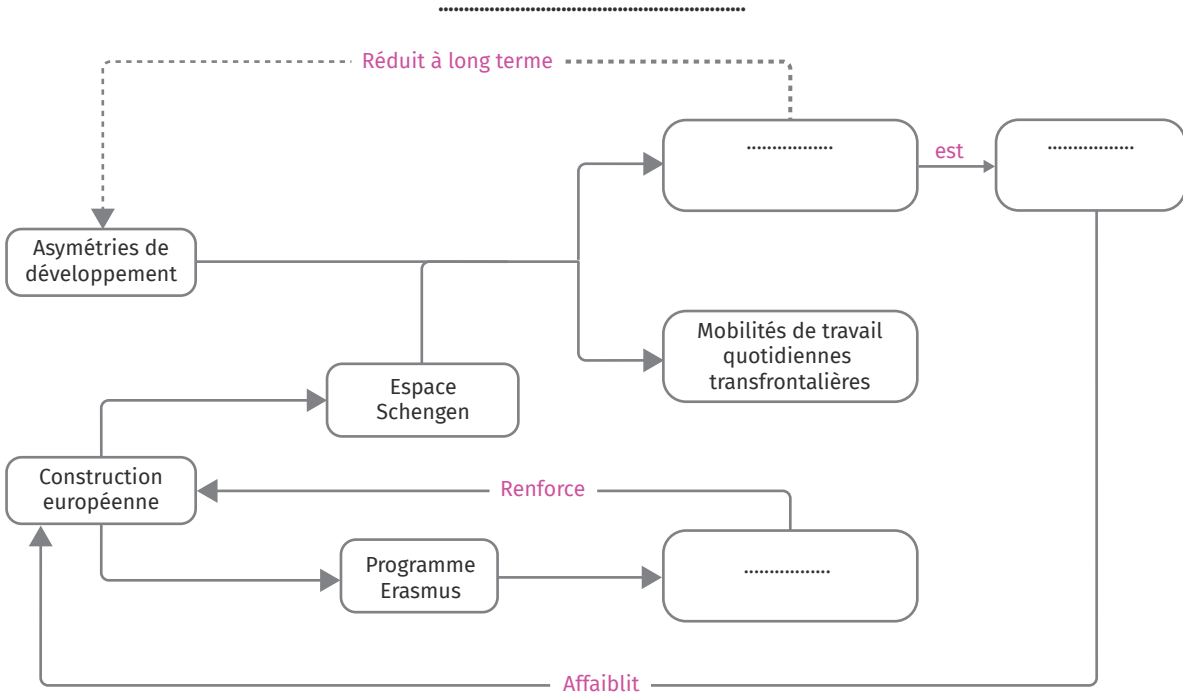 ............................................................
Réduit à long terme
.................
est
.................
Asymétries de
développement
Mobilités de travail
quotidiennes
transfrontalières
Espace
Schengen
Construction
européenne
Renforce
Programme
Erasmus
.................
Affaiblit